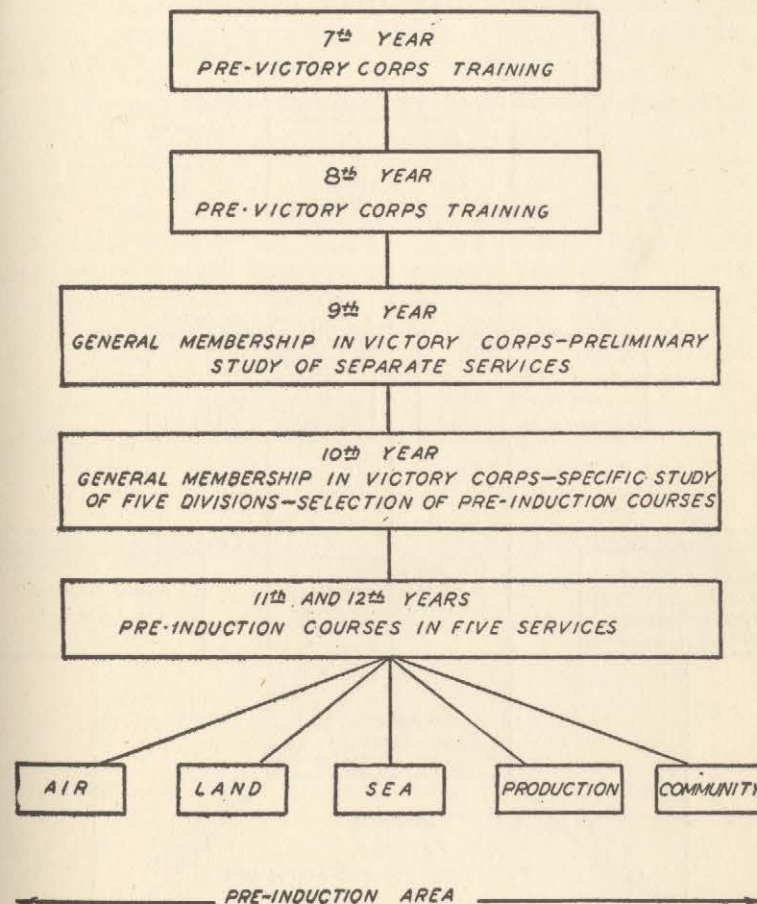 7th YEAR
PRE-VICTORY CORPS TRAINING
8th YEAR
PRE-VICTORY CORPS TRAINING
9th YEAR
GENERAL MEMBERSHIP IN VICTORY CORPS-PRELIMINARY
STUDY OF SEPARATE SERVICES
10th YEAR
GENERAL MEMBERSHIP IN VICTORY CORPS-SPECIFIC STUDY
OF FIVE DIVISIONS-SELECTION OF PRE-INDUCTION COURSES
11th AND 12th YEARS
PRE-INDUCTION COURSES IN FIVE SERVICES
AIR LAND SEA PRODUCTION COMMUNITY
PRE-INDUCTION AREA